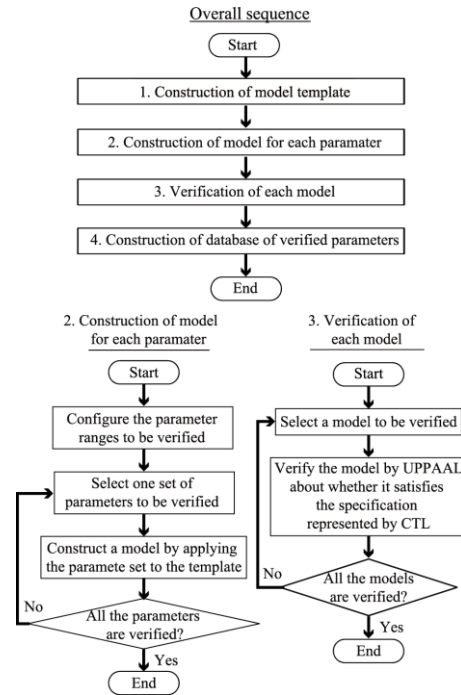 Overall sequence
Start
1. Construction of model template
2. Construction of model for each paramater
3. Verification of each model
4. Construction of database of verified parameters
End
2. Construction of model
for each paramater
Start
Configure the parameter
ranges to be verified
Select one set of
parameters to be verified
Construct a model by applying
the paramete set to the template
No
All the parameters
are verified?
Yes
End
3. Verification of
each model
Start
Select a model to be verified
Verify the model by UPPAAL
about whether it satisfies
the specification
represented by CTL
No
All the models
are verified?
Yes
End